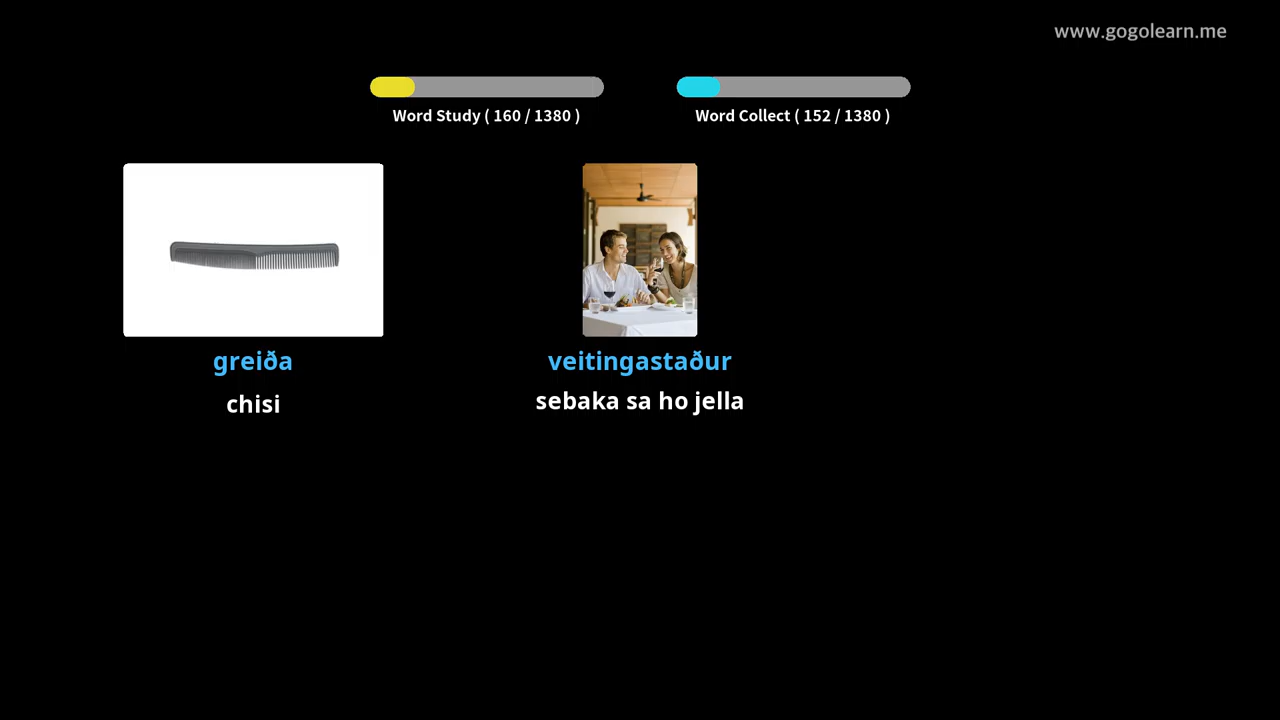 www.gogolearn.me
Word Study ( 160 / 1380 )
Word Collect ( 152 / 1380 )
greiða
chisi
veitingastaður
sebaka sa ho jella